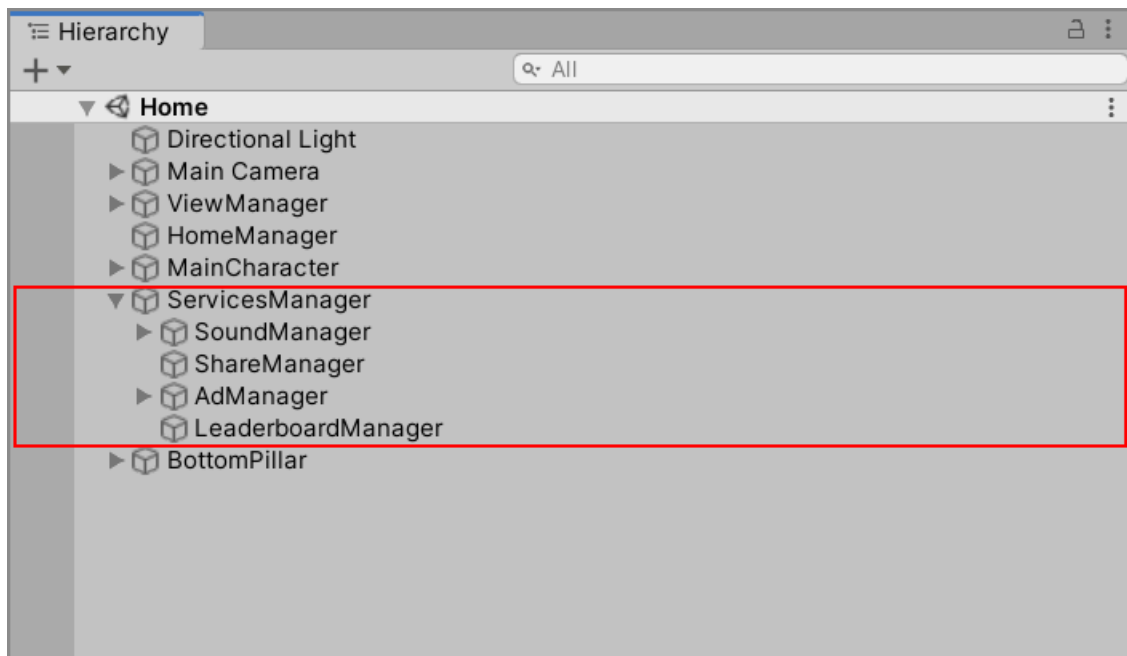 Hierarchy
All
Home
Directional Light
Main Camera
ViewManager
HomeManager
MainCharacter
ServicesManager
SoundManager
ShareManager
AdManager
LeaderboardManager
BottomPillar